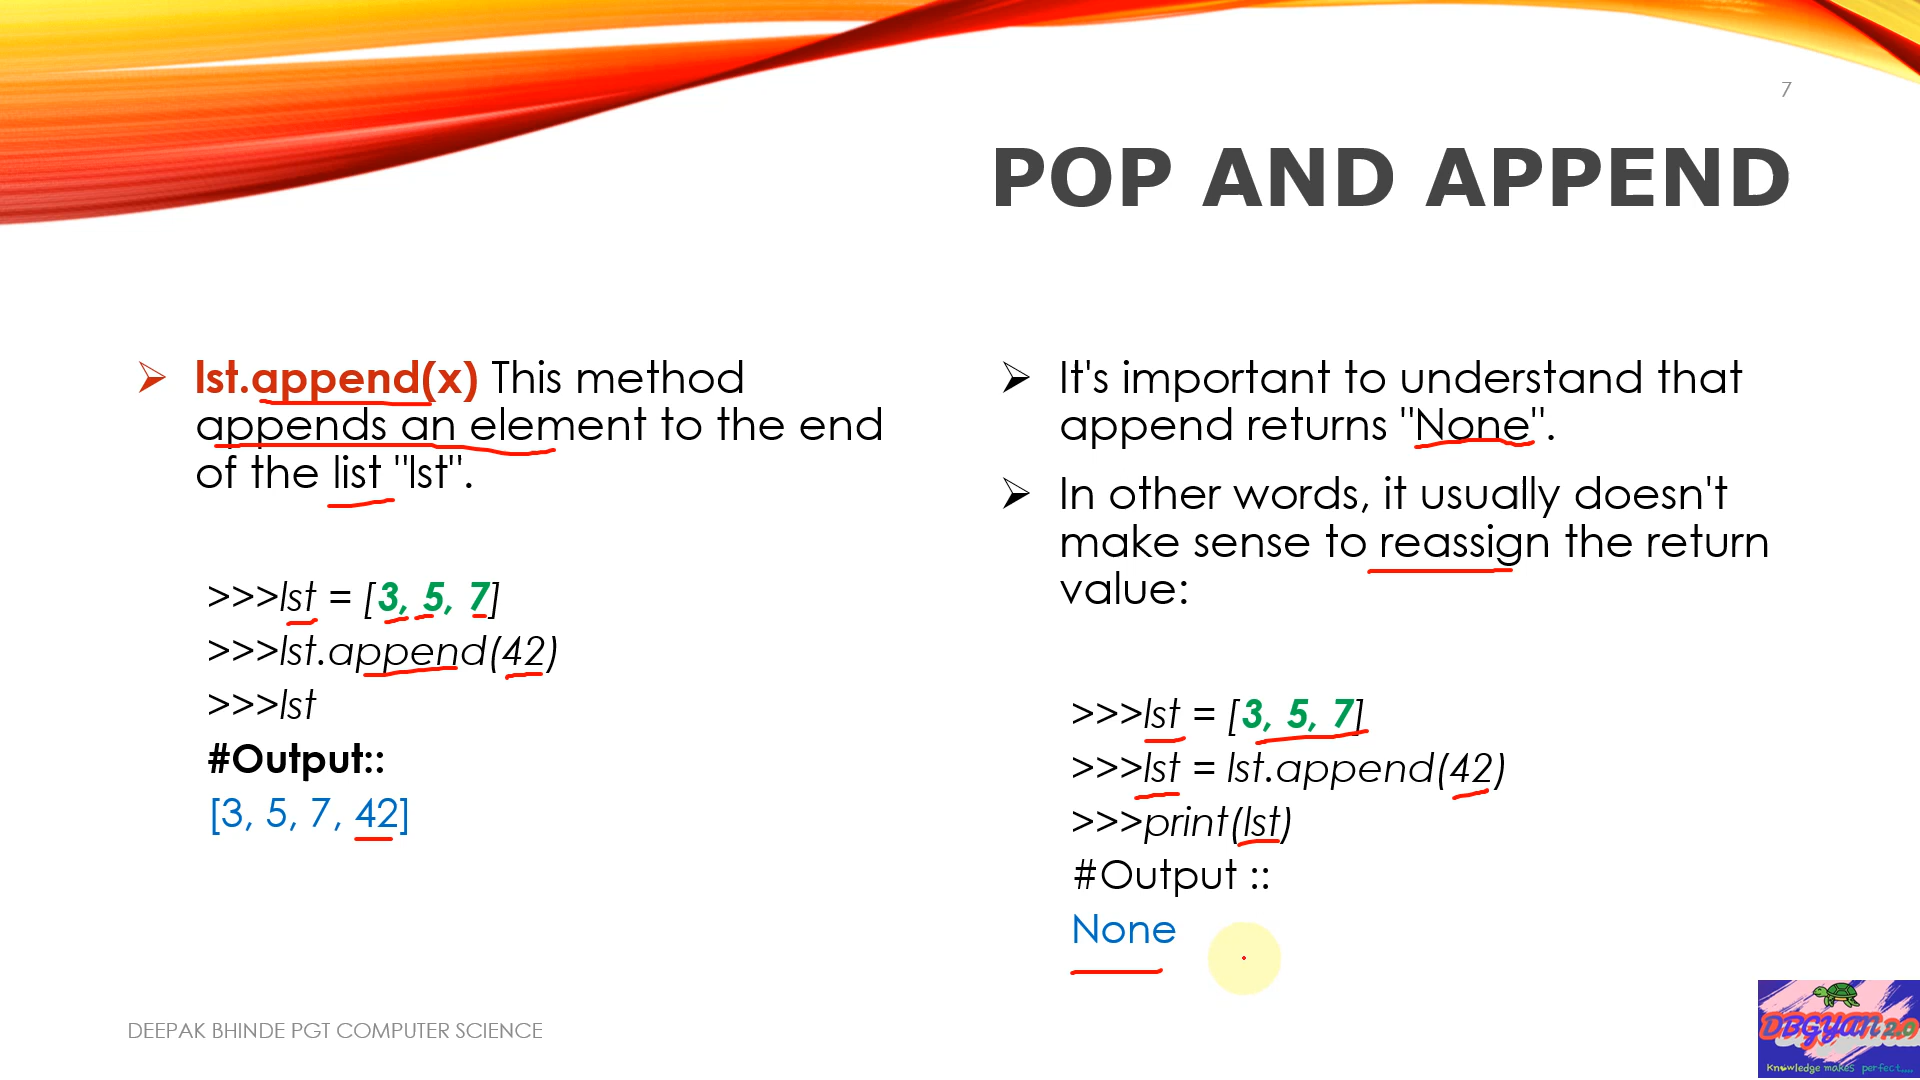 7
POP AND APPEND
lst.append(x) This method
appends an element to the end
of the list "lst".
>>>lst = [3, 5, 7]
>>>lst.append(42)
>>>lst
#Output::
[3, 5, 7, 42]
It's important to understand that
append returns "None".
In other words, it usually doesn't
make sense to reassign the return
value:
>>>lst = [3, 5, 7]
>>>lst = lst.append(42)
>>>print(lst)
#Output ::
None
DEEPAK BHINDE PGT COMPUTER SCIENCE
DBGYAN 2.0
Knowledge makes perfect....